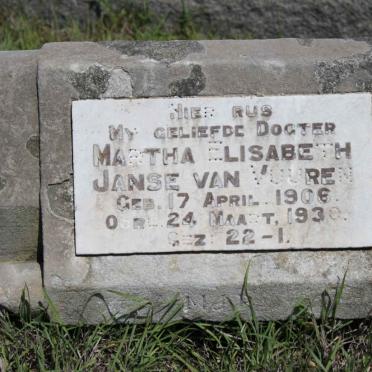 HIER RUS
MY GELIEFDE DOGTER
MARTHA ELISABETH
JANSE VAN VUUREN
GEB. 17 APRIL 1906.
OORL. 24 MAART, 1930.
GEZ 22-1.